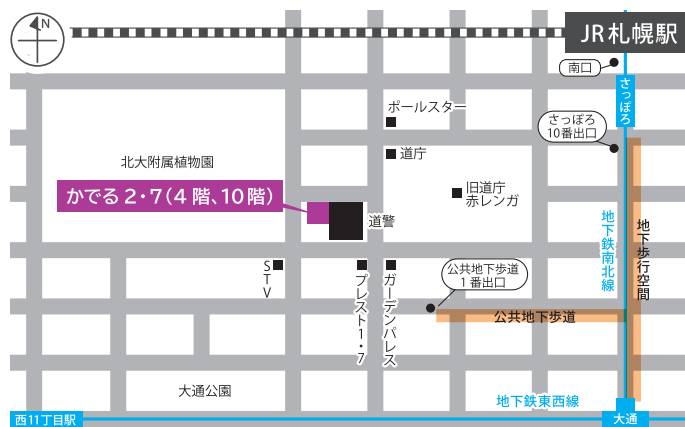 N
JR札幌駅
南口
さっぽろ
ポールスター
さっぽろ
10番出口
道庁
北大附属植物園
旧道庁
赤レンガ
かでる2・7(4階、10階)
道警
地下鉄南北線
地下歩行空間
STV
プレスト1・7
ガーデンパレス
公共地下歩道
1番出口
公共地下歩道
大通公園
地下鉄東西線
西11丁目駅
大通